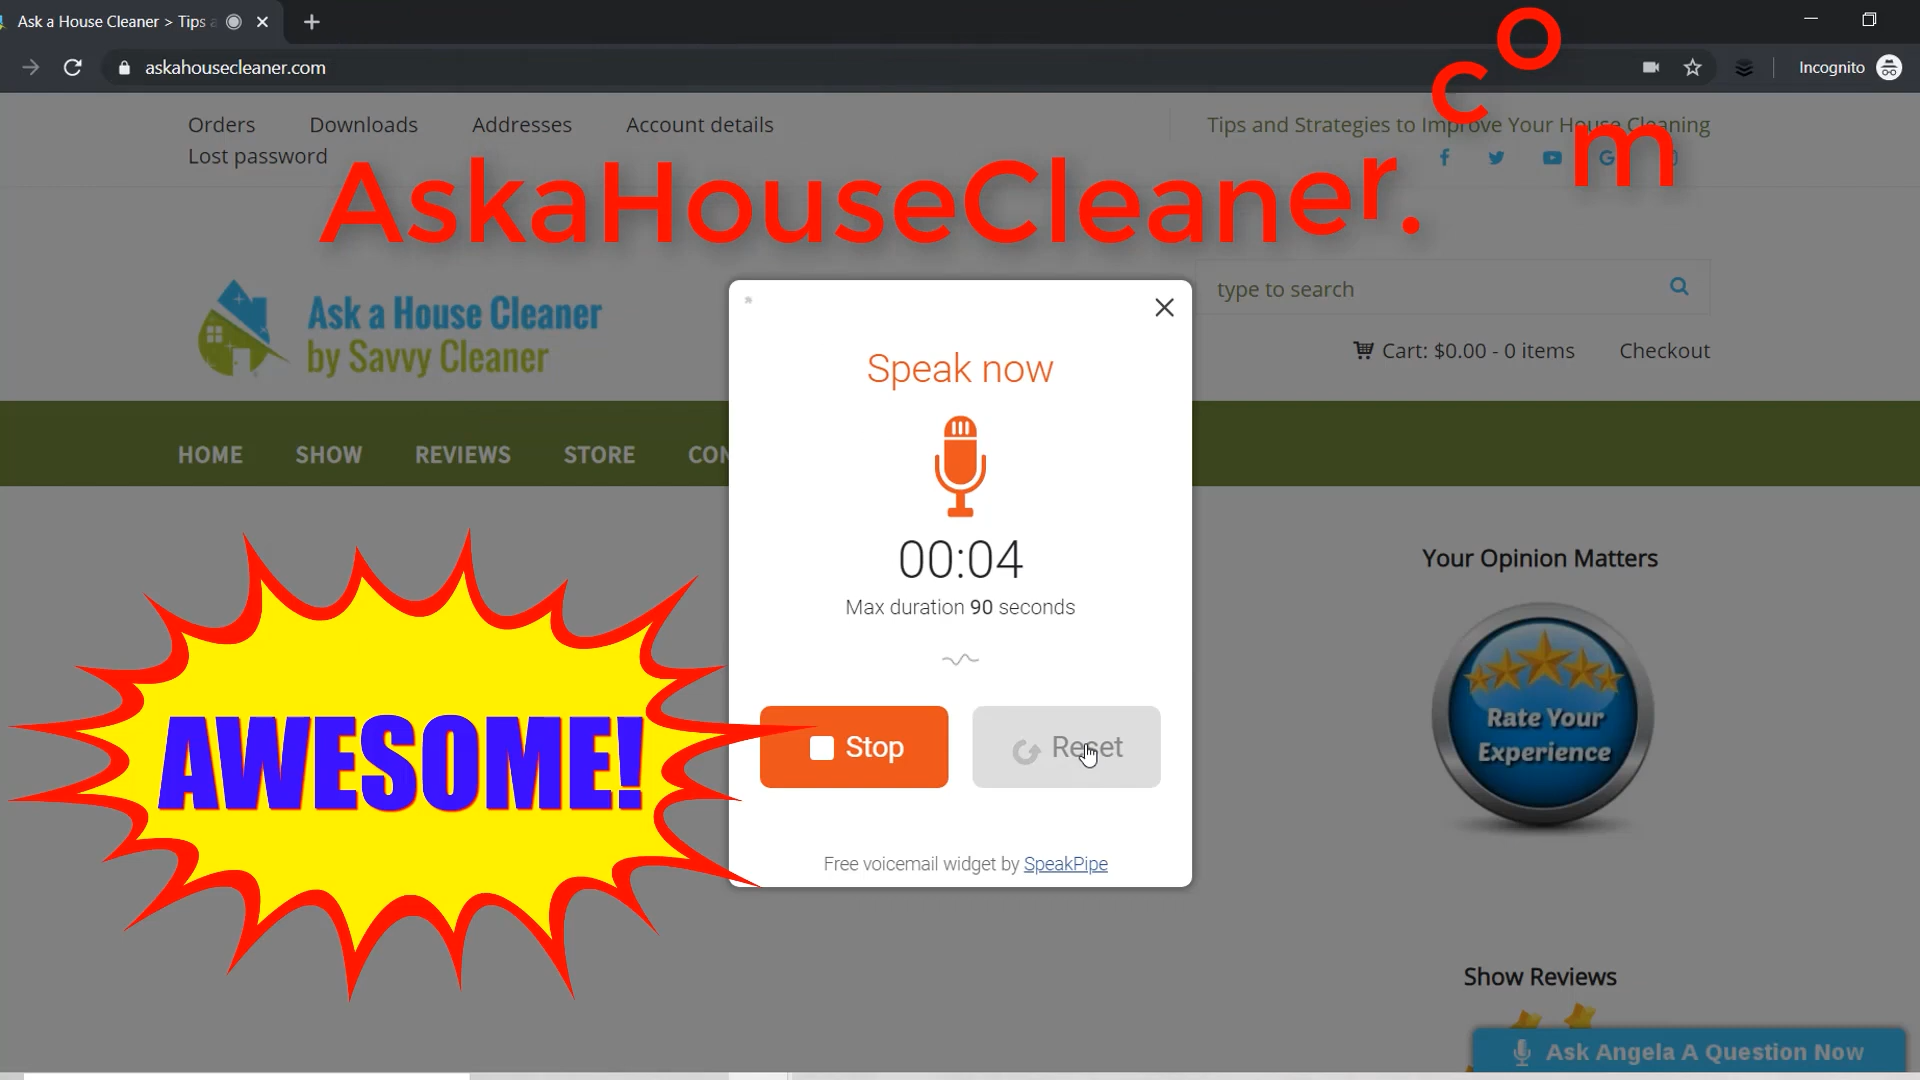 Ask a House Cleaner > Tips a
askahousecleaner.com
Incognito
Orders Downloads Addresses Account details
Lost password
Tips and Strategies to Improve Your House Cleaning
AskaHouseCleaner.com
Ask a House Cleaner
by Savvy Cleaner
type to search
Cart: $0.00 - 0 items Checkout
HOME SHOW REVIEWS STORE CON
Speak now
00:04
Max duration 90 seconds
Stop Reset
Free voicemail widget by SpeakPipe
AWESOME!
Your Opinion Matters
Rate Your
Experience
Show Reviews
Ask Angela A Question Now